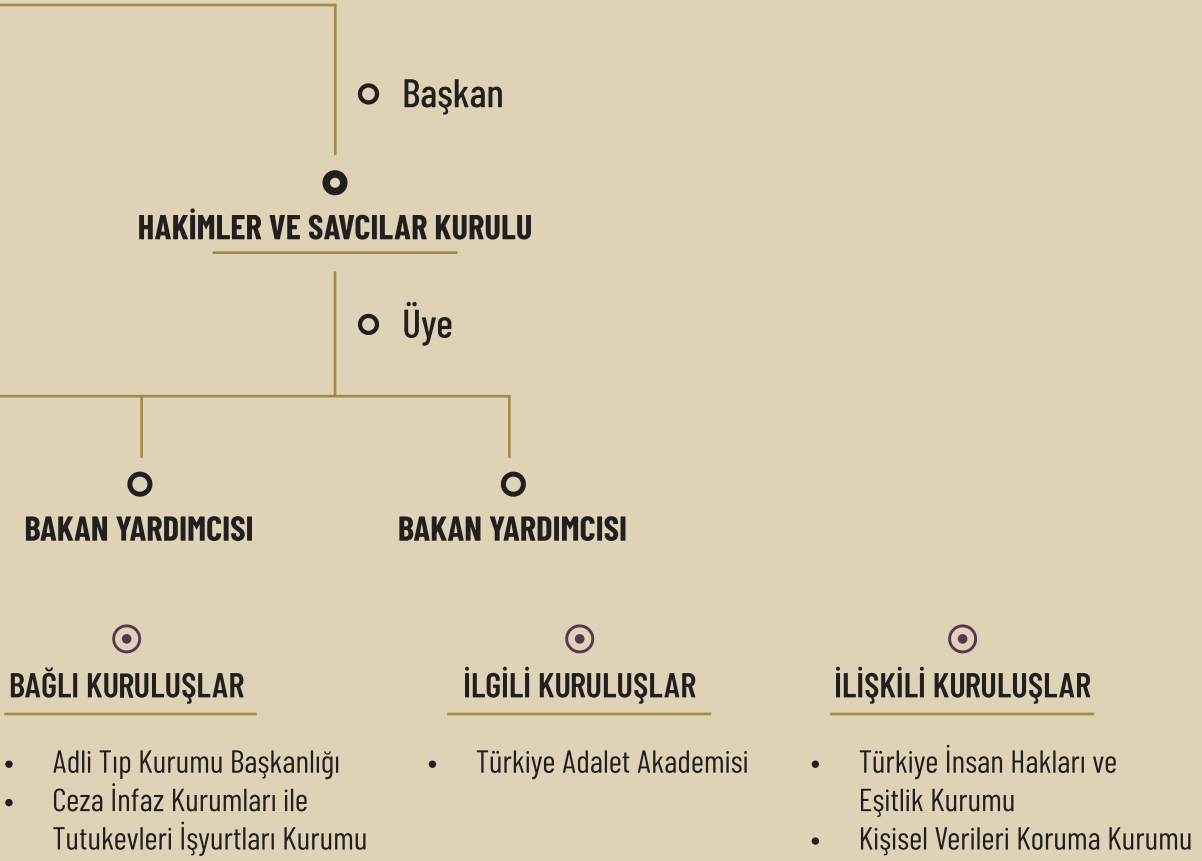 Başkan
HAKİMLER VE SAVCILAR KURULU
Üye
BAKAN YARDIMCISI
BAKAN YARDIMCISI
BAĞLI KURULUŞLAR
• Adli Tıp Kurumu Başkanlığı
• Ceza İnfaz Kurumları ile
Tutukevleri İşyurtları Kurumu
İLGİLİ KURULUŞLAR
• Türkiye Adalet Akademisi
İLİŞKİLİ KURULUŞLAR
• Türkiye İnsan Hakları ve
Eşitlik Kurumu
• Kişisel Verileri Koruma Kurumu